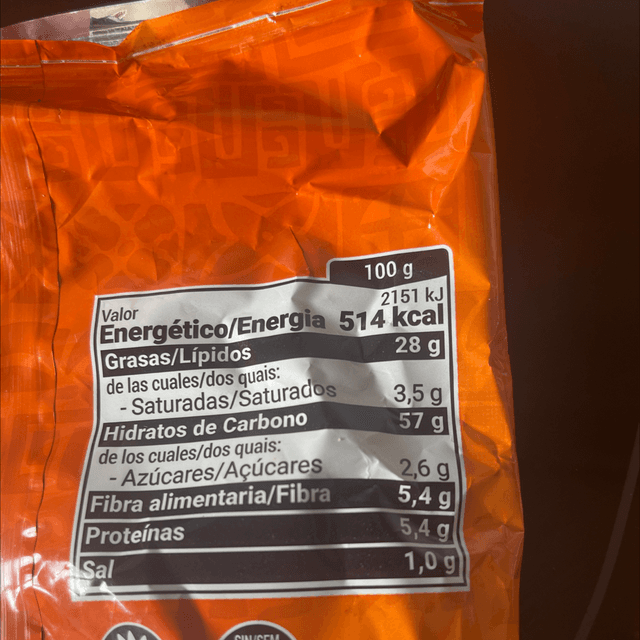 100 g
Valor 2151 kJ
Energético/Energia 514 kcal
Grasas/Lípidos 28 g
de las cuales/dos quais:
- Saturadas/Saturados 3,5 g
Hidratos de Carbono 57 g
de los cuales/dos quais:
- Azúcares/Açúcares 2,6 g
Fibra alimentaria/Fibra 5,4 g
Proteínas 5,4 g
Sal 1,0 g
SIN/SEM